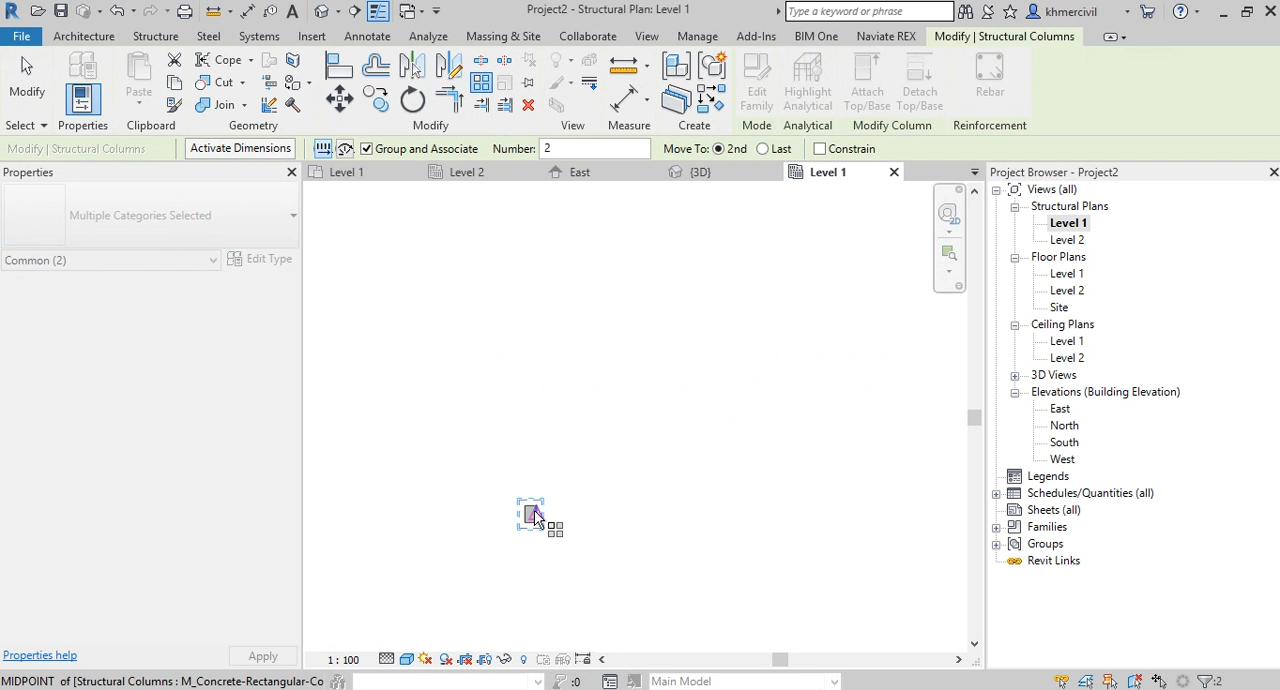 Project2 - Structural Plan: Level 1
Type a keyword or phrase
khmercivil
File Architecture Structure Steel Systems Insert Annotate Analyze Massing & Site Collaborate View Manage Add-Ins BIM One Naviate REX Modify | Structural Columns
Modify
Paste
Cope
Cut
Join
Edit Family
Highlight Analytical
Attach Top/Base
Detach Top/Base
Rebar
Select Properties Clipboard Geometry Modify View Measure Create Mode Analytical Modify Column Reinforcement
Modify | Structural Columns Activate Dimensions Group and Associate Number: 2 Move To: 2nd Last Constrain
Properties
Level 1 Level 2 East {3D} Level 1
Project Browser - Project2
Multiple Categories Selected
Common (2) Edit Type
2D
Views (all)
Structural Plans
Level 1
Level 2
Floor Plans
Level 1
Level 2
Site
Ceiling Plans
Level 1
Level 2
3D Views
Elevations (Building Elevation)
East
North
South
West
Legends
Schedules/Quantities (all)
Sheets (all)
Families
Groups
Revit Links
Properties help Apply
1 : 100
MIDPOINT of [Structural Columns : M_Concrete-Rectangular-Co :0 Main Model :2